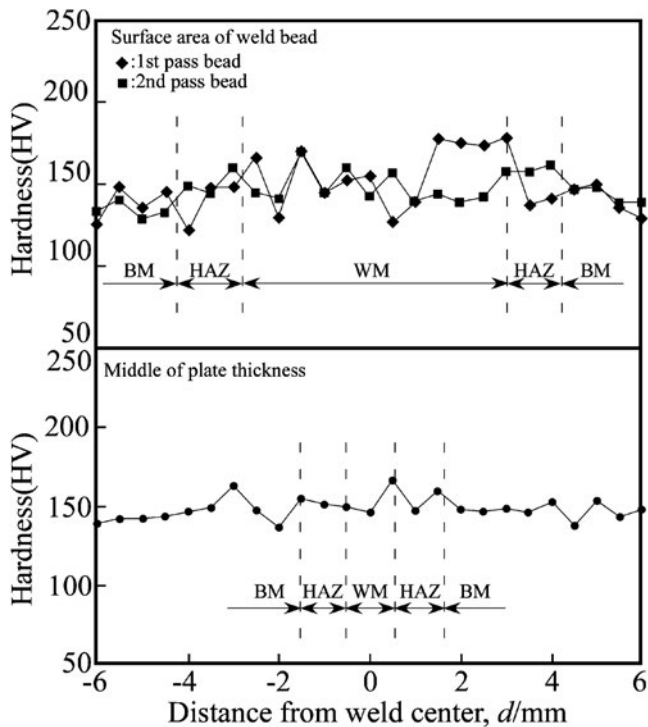 250
Surface area of weld bead
◆:1st pass bead
■:2nd pass bead
200
150
100
50
Hardness(HV)
BM HAZ WM HAZ BM
250
Middle of plate thickness
200
150
100
50
Hardness(HV)
BM HAZ WM HAZ BM
-6 -4 -2 0 2 4 6
Distance from weld center, d/mm